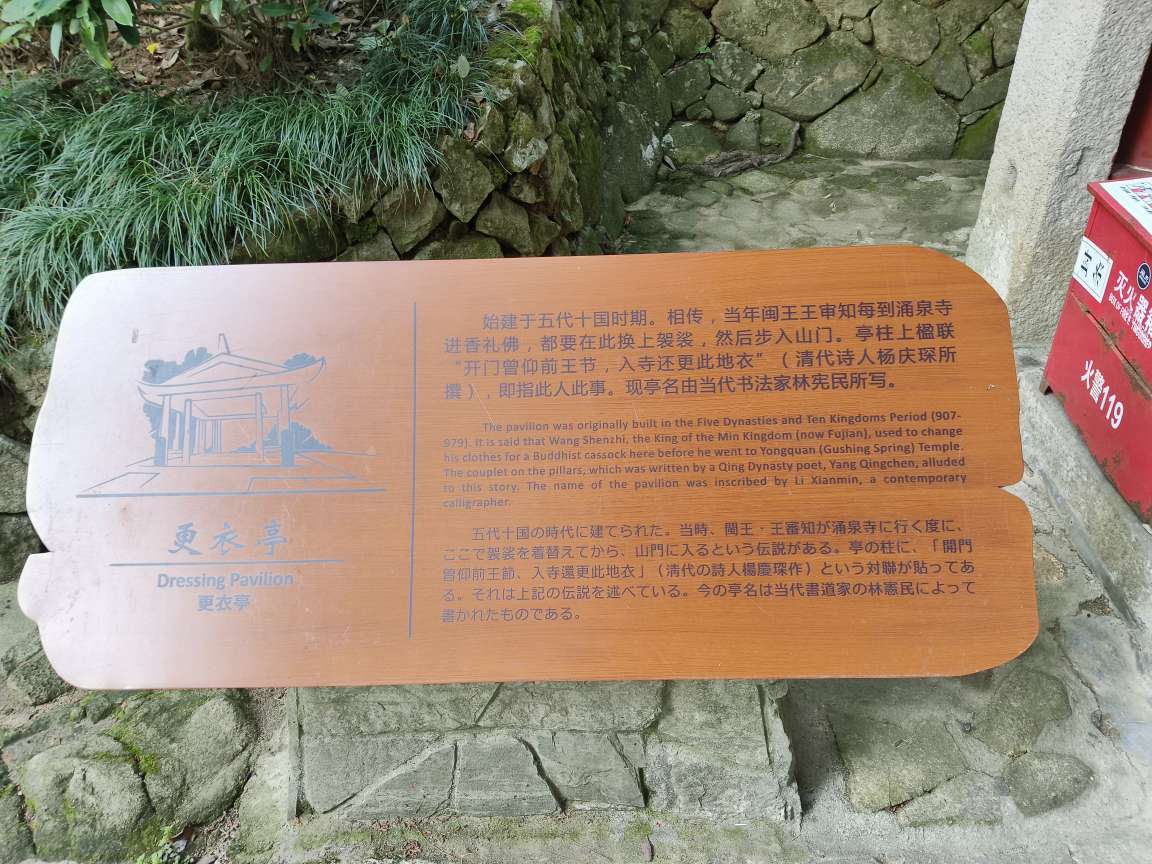 更衣亭
Dressing Pavilion
更衣亭
始建于五代十国时期。相传，当年闽王王审知每到涌泉寺
进香礼佛，都要在此换上袈裟，然后步入山门。亭柱上楹联
“开门曾仰前王节，入寺还更此地衣”（清代诗人杨庆琛所
撰），即指此人此事。现亭名由当代书法家林宪民所写。
The pavilion was originally built in the Five Dynasties and Ten Kingdoms Period (907-
979). It is said that Wang Shenzhi, the King of the Min Kingdom (now Fujian), used to change
his clothes for a Buddhist cassock here before he went to Yongquan (Gushing Spring) Temple.
The couplet on the pillars, which was written by a Qing Dynasty poet, Yang Qingchen, alluded
to this story. The name of the pavilion was inscribed by Li Xianmin, a contemporary
calligrapher.
五代十国の時代に建てられた。当時、閩王・王審知が涌泉寺に行く度に、
ここで袈裟を着替えてから、山門に入るという伝説がある。亭の柱に、「開門
曾仰前王節、入寺還更此地衣」（清代の詩人楊慶琛作）という対聯が貼ってあ
る。それは上記の伝説を述べている。今の亭名は当代書道家の林憲民によって
書かれたものである。
灭火器箱
火警119